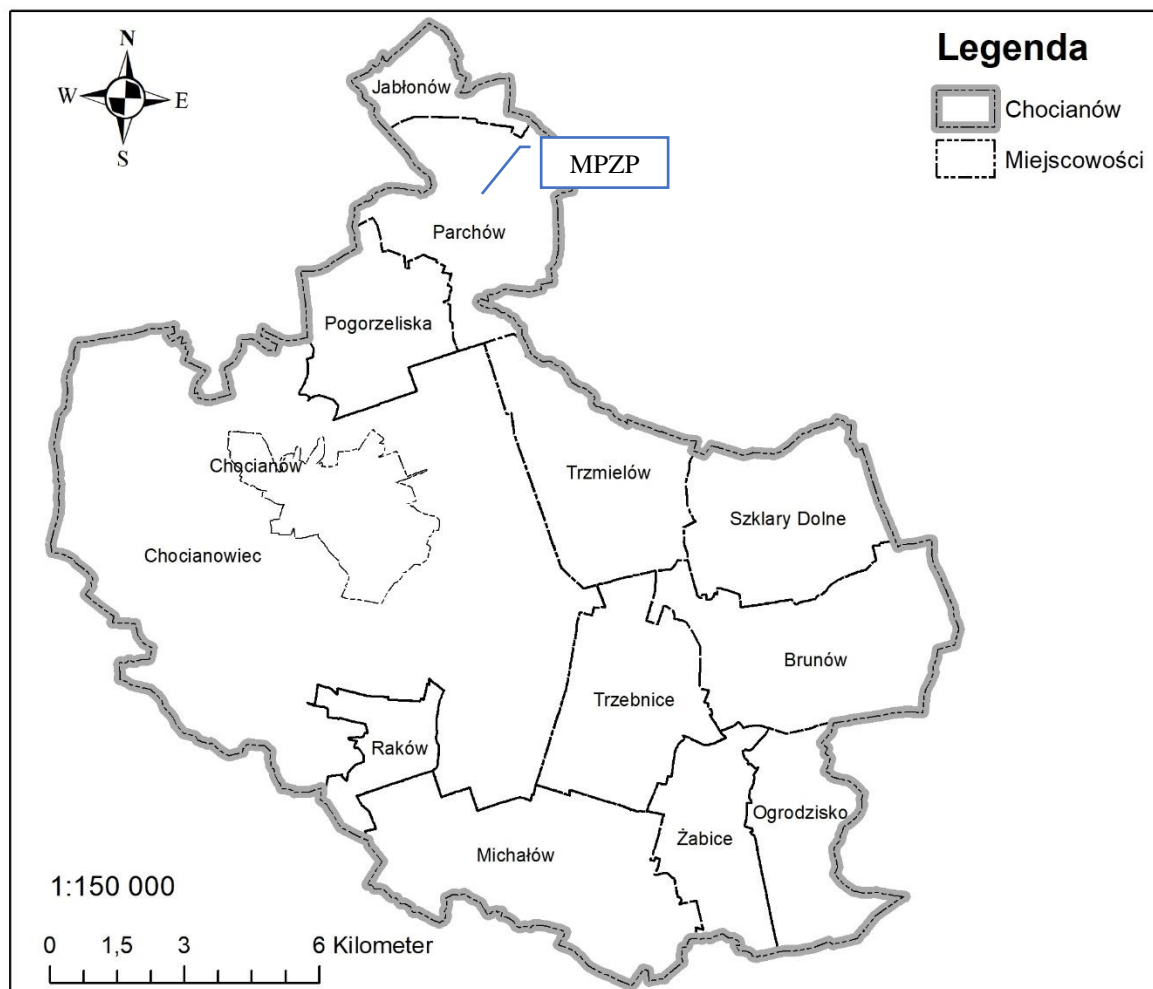 N
W
E
S
Legenda
Chocianów
Miejscowości
Jabłonów
MPZP
Parchów
Pogorzeliska
Chocianów
Trzmielów
Szklary Dolne
Chocianowiec
Brunów
Trzebnice
Raków
Ogrodzisko
Żabice
Michałów
1:150 000
0 1,5 3 6 Kilometer